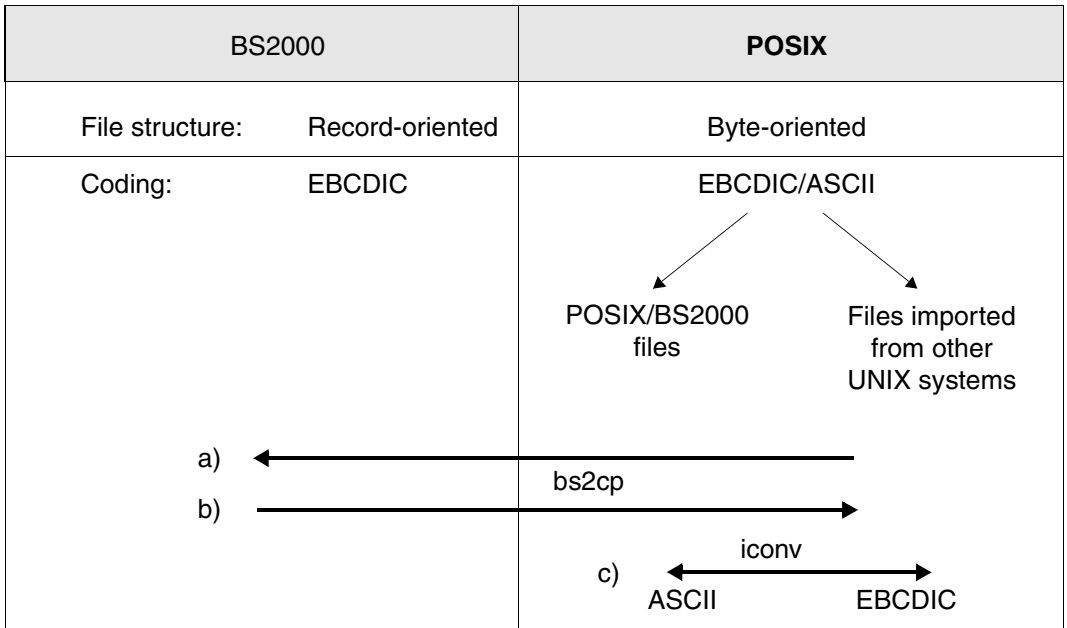 BS2000 POSIX
File structure: Record-oriented Byte-oriented
Coding: EBCDIC EBCDIC/ASCII
POSIX/BS2000
files
Files imported
from other
UNIX systems
a)
bs2cp
b)
iconv
c)
ASCII EBCDIC